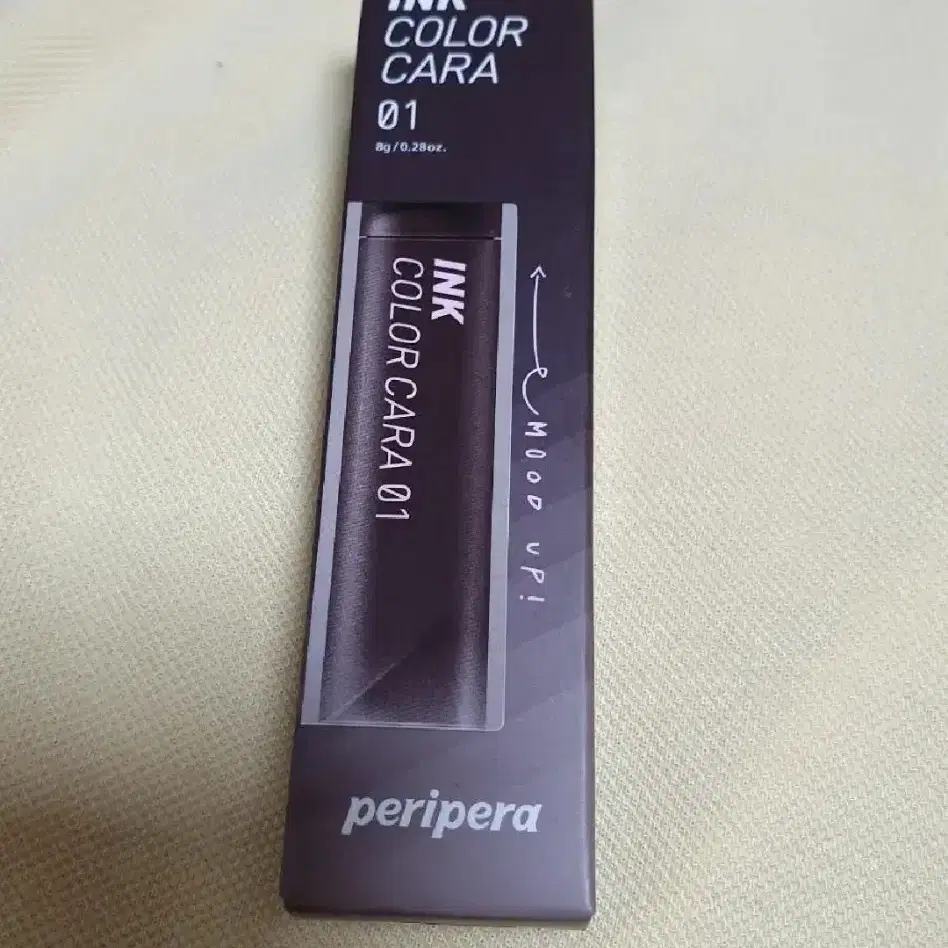 INK
COLOR
CARA
01
8g/0.28oz.
INK
COLOR CARA 01
MOOD UP!
peripera